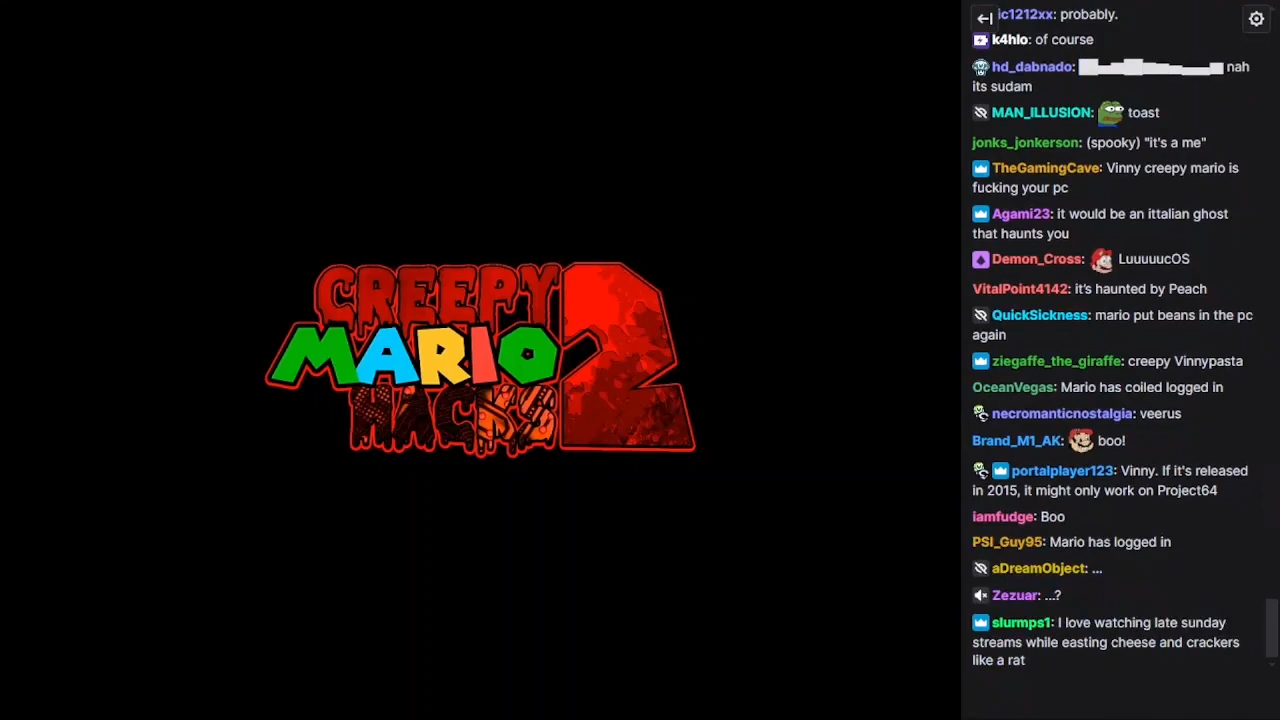 CREEPY
MARIO
HACKS
2
ic1212xx: probably.
k4hlo: of course
hd_dabnado: nah
its sudam
MAN_ILLUSION: toast
jonks_jonkerson: (spooky) "it's a me"
TheGamingCave: Vinny creepy mario is
fucking your pc
Agami23: it would be an ittalian ghost
that haunts you
Demon_Cross: LuuuuucOS
VitalPoint4142: it's haunted by Peach
QuickSickness: mario put beans in the pc
again
ziegaffe_the_giraffe: creepy Vinnypasta
OceanVegas: Mario has coiled logged in
necromanticnostalgia: veerus
Brand_M1_AK: boo!
portalplayer123: Vinny. If it's released
in 2015, it might only work on Project64
iamfudge: Boo
PSI_Guy95: Mario has logged in
aDreamObject: ...
Zezuar: ...?
slurmps1: I love watching late sunday
streams while easting cheese and crackers
like a rat